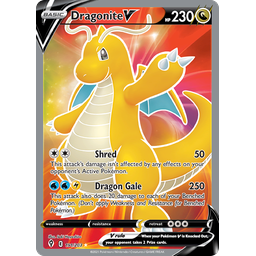 BASIC
Dragonite V
HP 230
Shred 50
This attack's damage isn't affected by any effects on your
opponent's Active Pokémon.
Dragon Gale 250
This attack also does 20 damage to each of your Benched
Pokémon. (Don't apply Weakness and Resistance for Benched
Pokémon.)
weakness resistance retreat
V rule When your Pokémon V is Knocked Out,
your opponent takes 2 Prize cards.